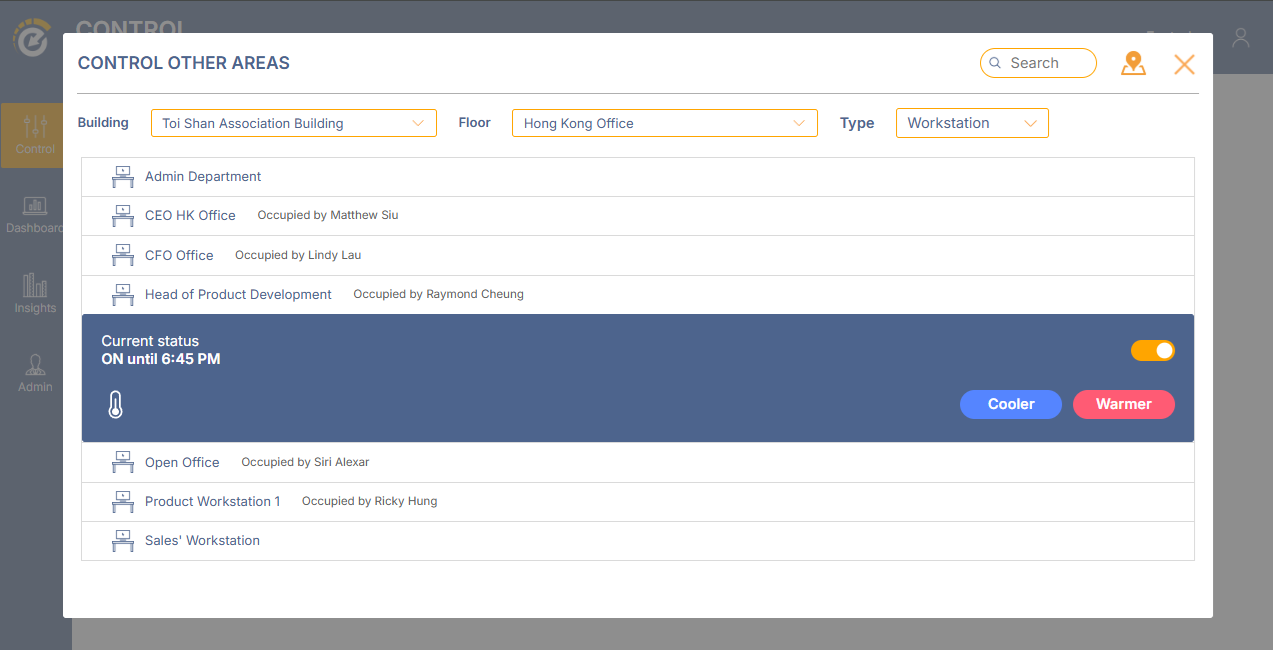 CONTROL
CONTROL OTHER AREAS
Search
Building
Toi Shan Association Building
Floor
Hong Kong Office
Type
Workstation
Control
Dashboard
Insights
Admin
Admin Department
CEO HK Office Occupied by Matthew Siu
CFO Office Occupied by Lindy Lau
Head of Product Development Occupied by Raymond Cheung
Current status
ON until 6:45 PM
Cooler
Warmer
Open Office Occupied by Siri Alexar
Product Workstation 1 Occupied by Ricky Hung
Sales' Workstation